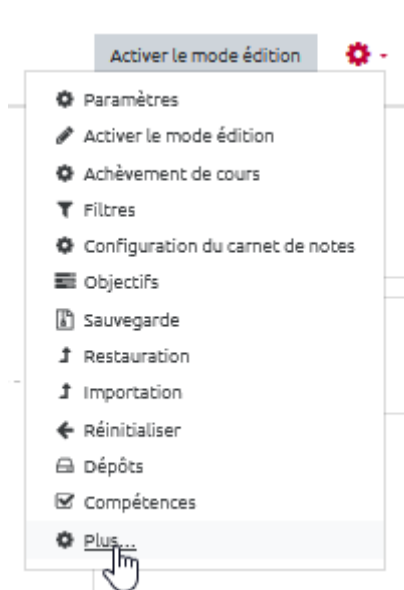 Activer le mode édition
Paramètres
Activer le mode édition
Achèvement de cours
Filtres
Configuration du carnet de notes
Objectifs
Sauvegarde
Restauration
Importation
Réinitialiser
Dépôts
Compétences
Plus...